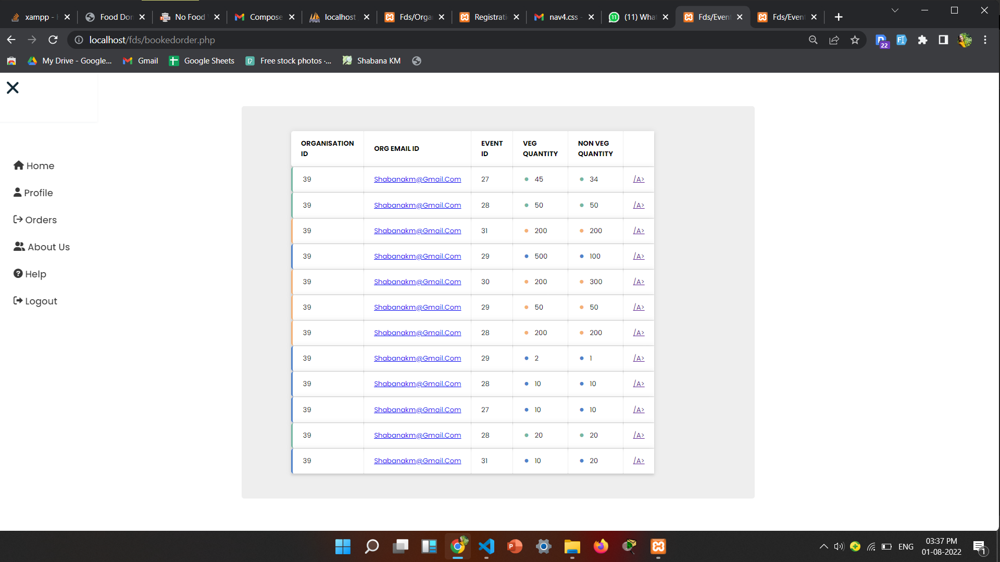 xampp -
Food Don
No Food
Compose
localhost
Fds/Orga
Registrati
nav4.css -
(11) What
Fds/Event
Fds/Event
localhost/fds/bookedorder.php
22
My Drive - Google...
Gmail
Google Sheets
Free stock photos ·...
Shabana KM
Home
Profile
Orders
About Us
Help
Logout
ORGANISATION ID ORG EMAIL ID EVENT ID VEG QUANTITY NON VEG QUANTITY
39 Shabanakm@Gmail.Com 27 45 34 /A>
39 Shabanakm@Gmail.Com 28 50 50 /A>
39 Shabanakm@Gmail.Com 31 200 200 /A>
39 Shabanakm@Gmail.Com 29 500 100 /A>
39 Shabanakm@Gmail.Com 30 200 300 /A>
39 Shabanakm@Gmail.Com 29 50 50 /A>
39 Shabanakm@Gmail.Com 28 200 200 /A>
39 Shabanakm@Gmail.Com 29 2 1 /A>
39 Shabanakm@Gmail.Com 28 10 10 /A>
39 Shabanakm@Gmail.Com 27 10 10 /A>
39 Shabanakm@Gmail.Com 28 20 20 /A>
39 Shabanakm@Gmail.Com 31 10 20 /A>
ENG
03:37 PM
01-08-2022
1